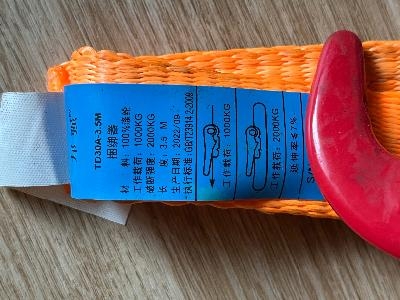 TD30A-3.5M
捆绑器
材 料：100%涤纶
工作载荷：1000KG
破断强度：2000KG
长 度：3.5 M
生产日期：2022/09
执行标准：GB/T23914.2-2009
工作载荷：1000KG
工作载荷：2000KG
延伸率≤7%